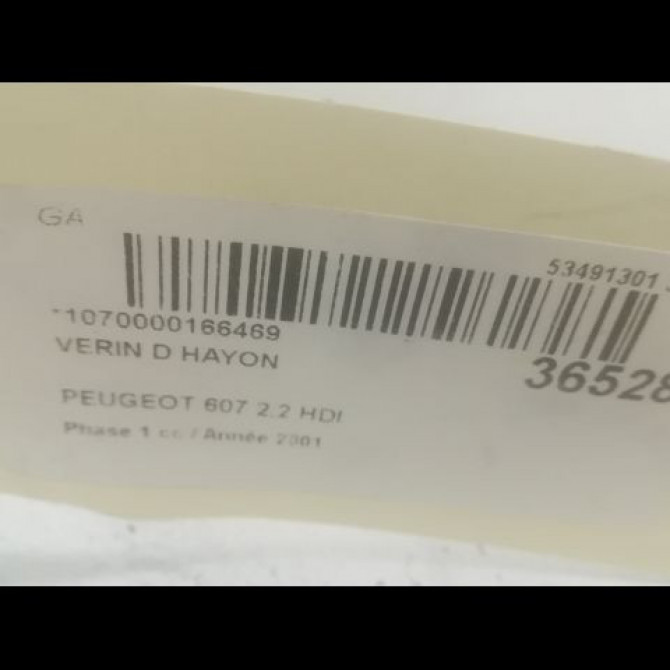 GA
53491301
*1070000166469
36528
VERIN D HAYON
PEUGEOT 607 2.2 HDI
Phase 1 cc / Année 2001